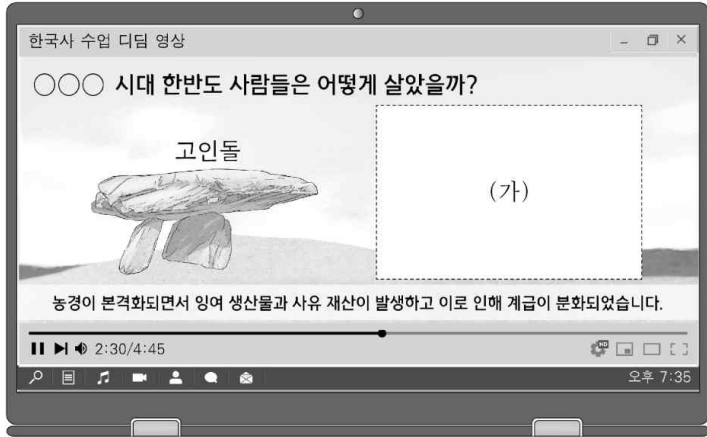 한국사 수업 디딤 영상
○○○ 시대 한반도 사람들은 어떻게 살았을까?
고인돌
(가)
농경이 본격화되면서 잉여 생산물과 사유 재산이 발생하고 이로 인해 계급이 분화되었습니다.
2:30/4:45
HD
오후 7:35